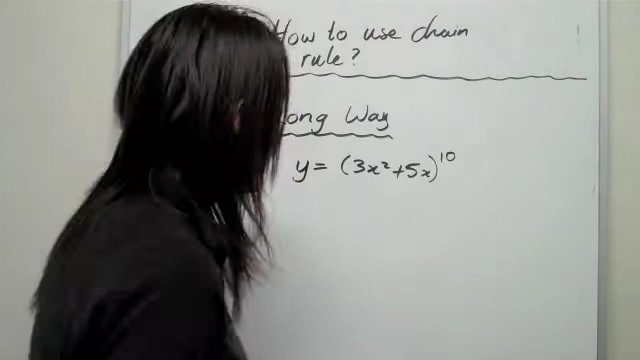 How to use chain
rule?
ong Way
y = (3x²+5x)¹⁰